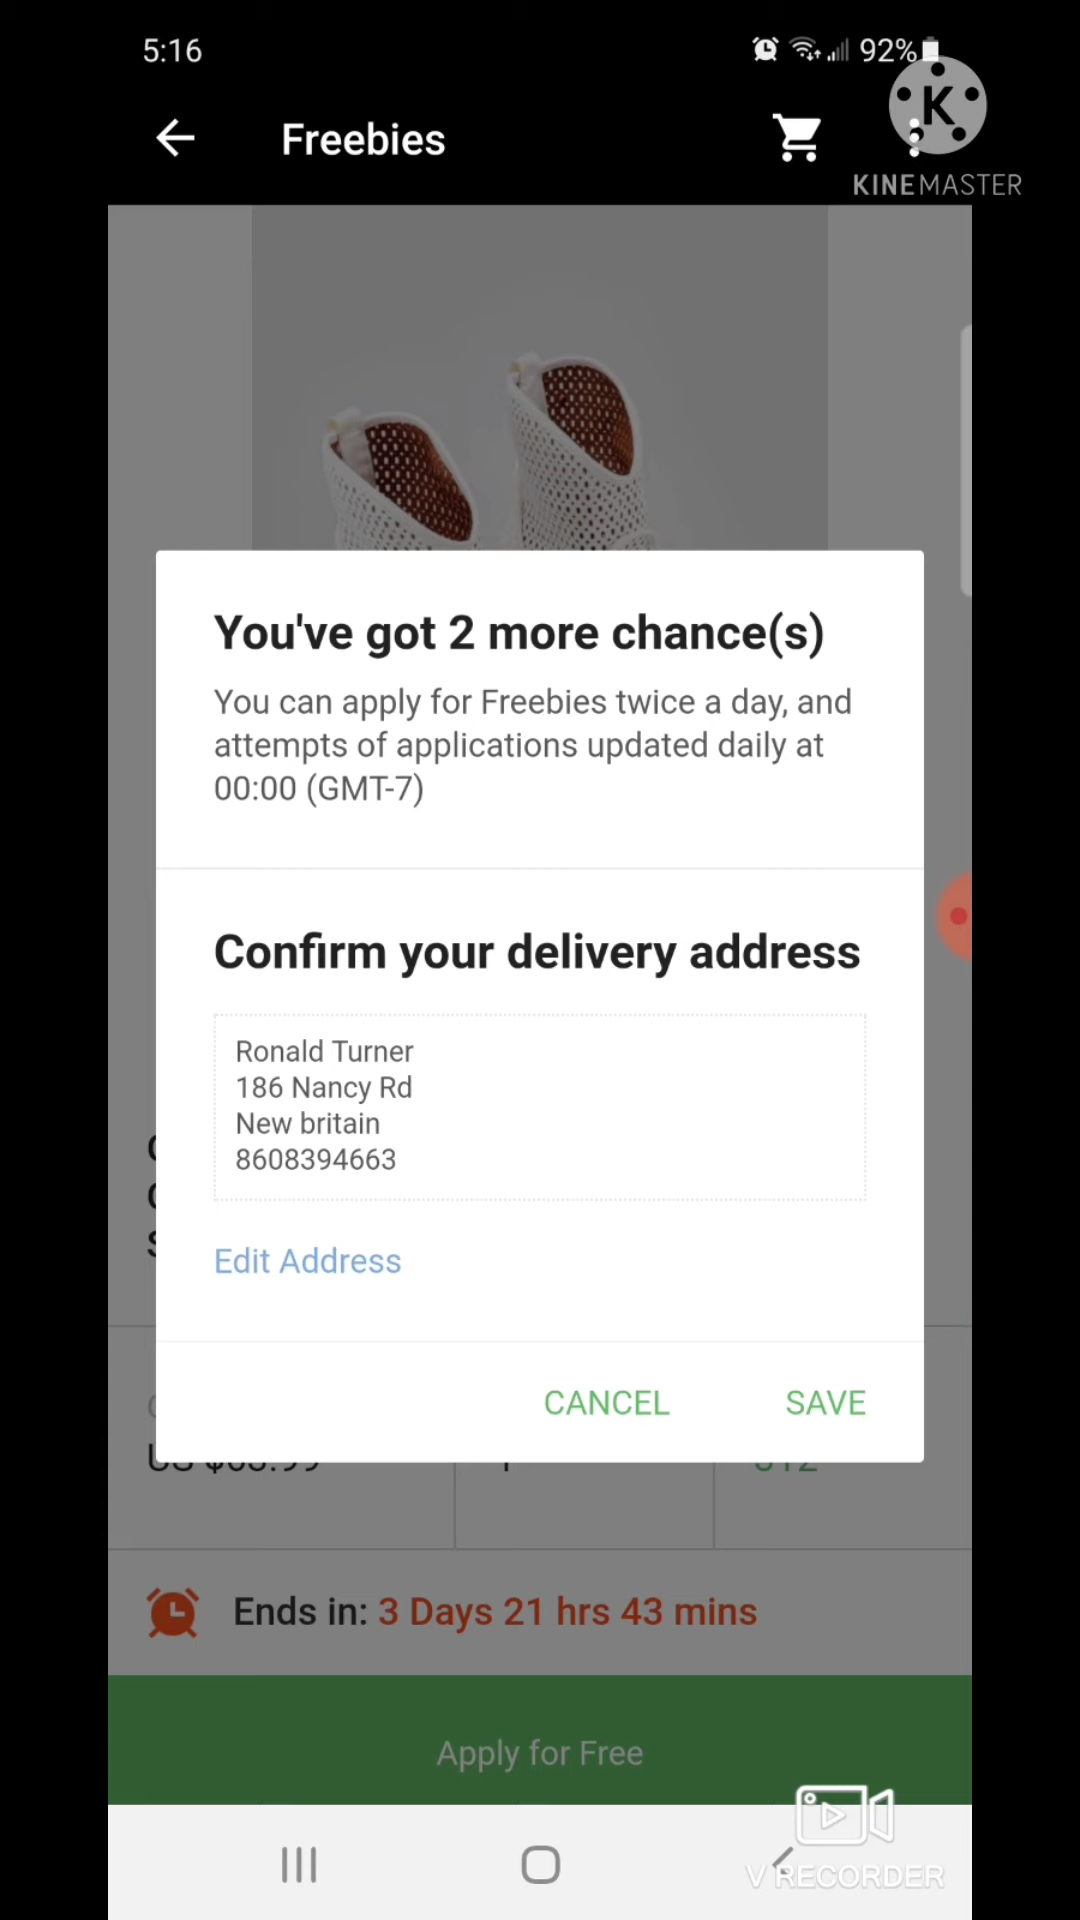 5:16
92%
Freebies
K
KINEMASTER
You've got 2 more chance(s)
You can apply for Freebies twice a day, and
attempts of applications updated daily at
00:00 (GMT-7)
Confirm your delivery address
Ronald Turner
186 Nancy Rd
New britain
8608394663
Edit Address
CANCEL
SAVE
Ends in: 3 Days 21 hrs 43 mins
Apply for Free
V RECORDER